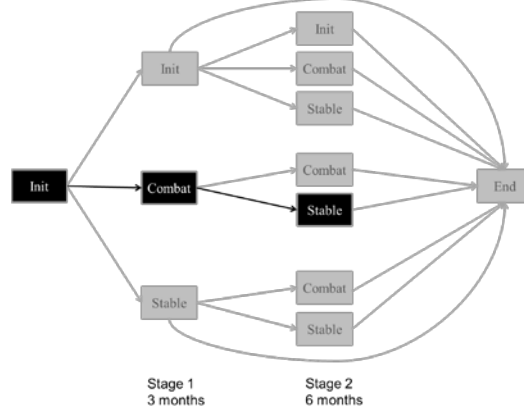 Init
Init
Combat
Init
Stable
Combat
Combat
Stable
End
Stable
Combat
Stable
Stage 1
3 months
Stage 2
6 months